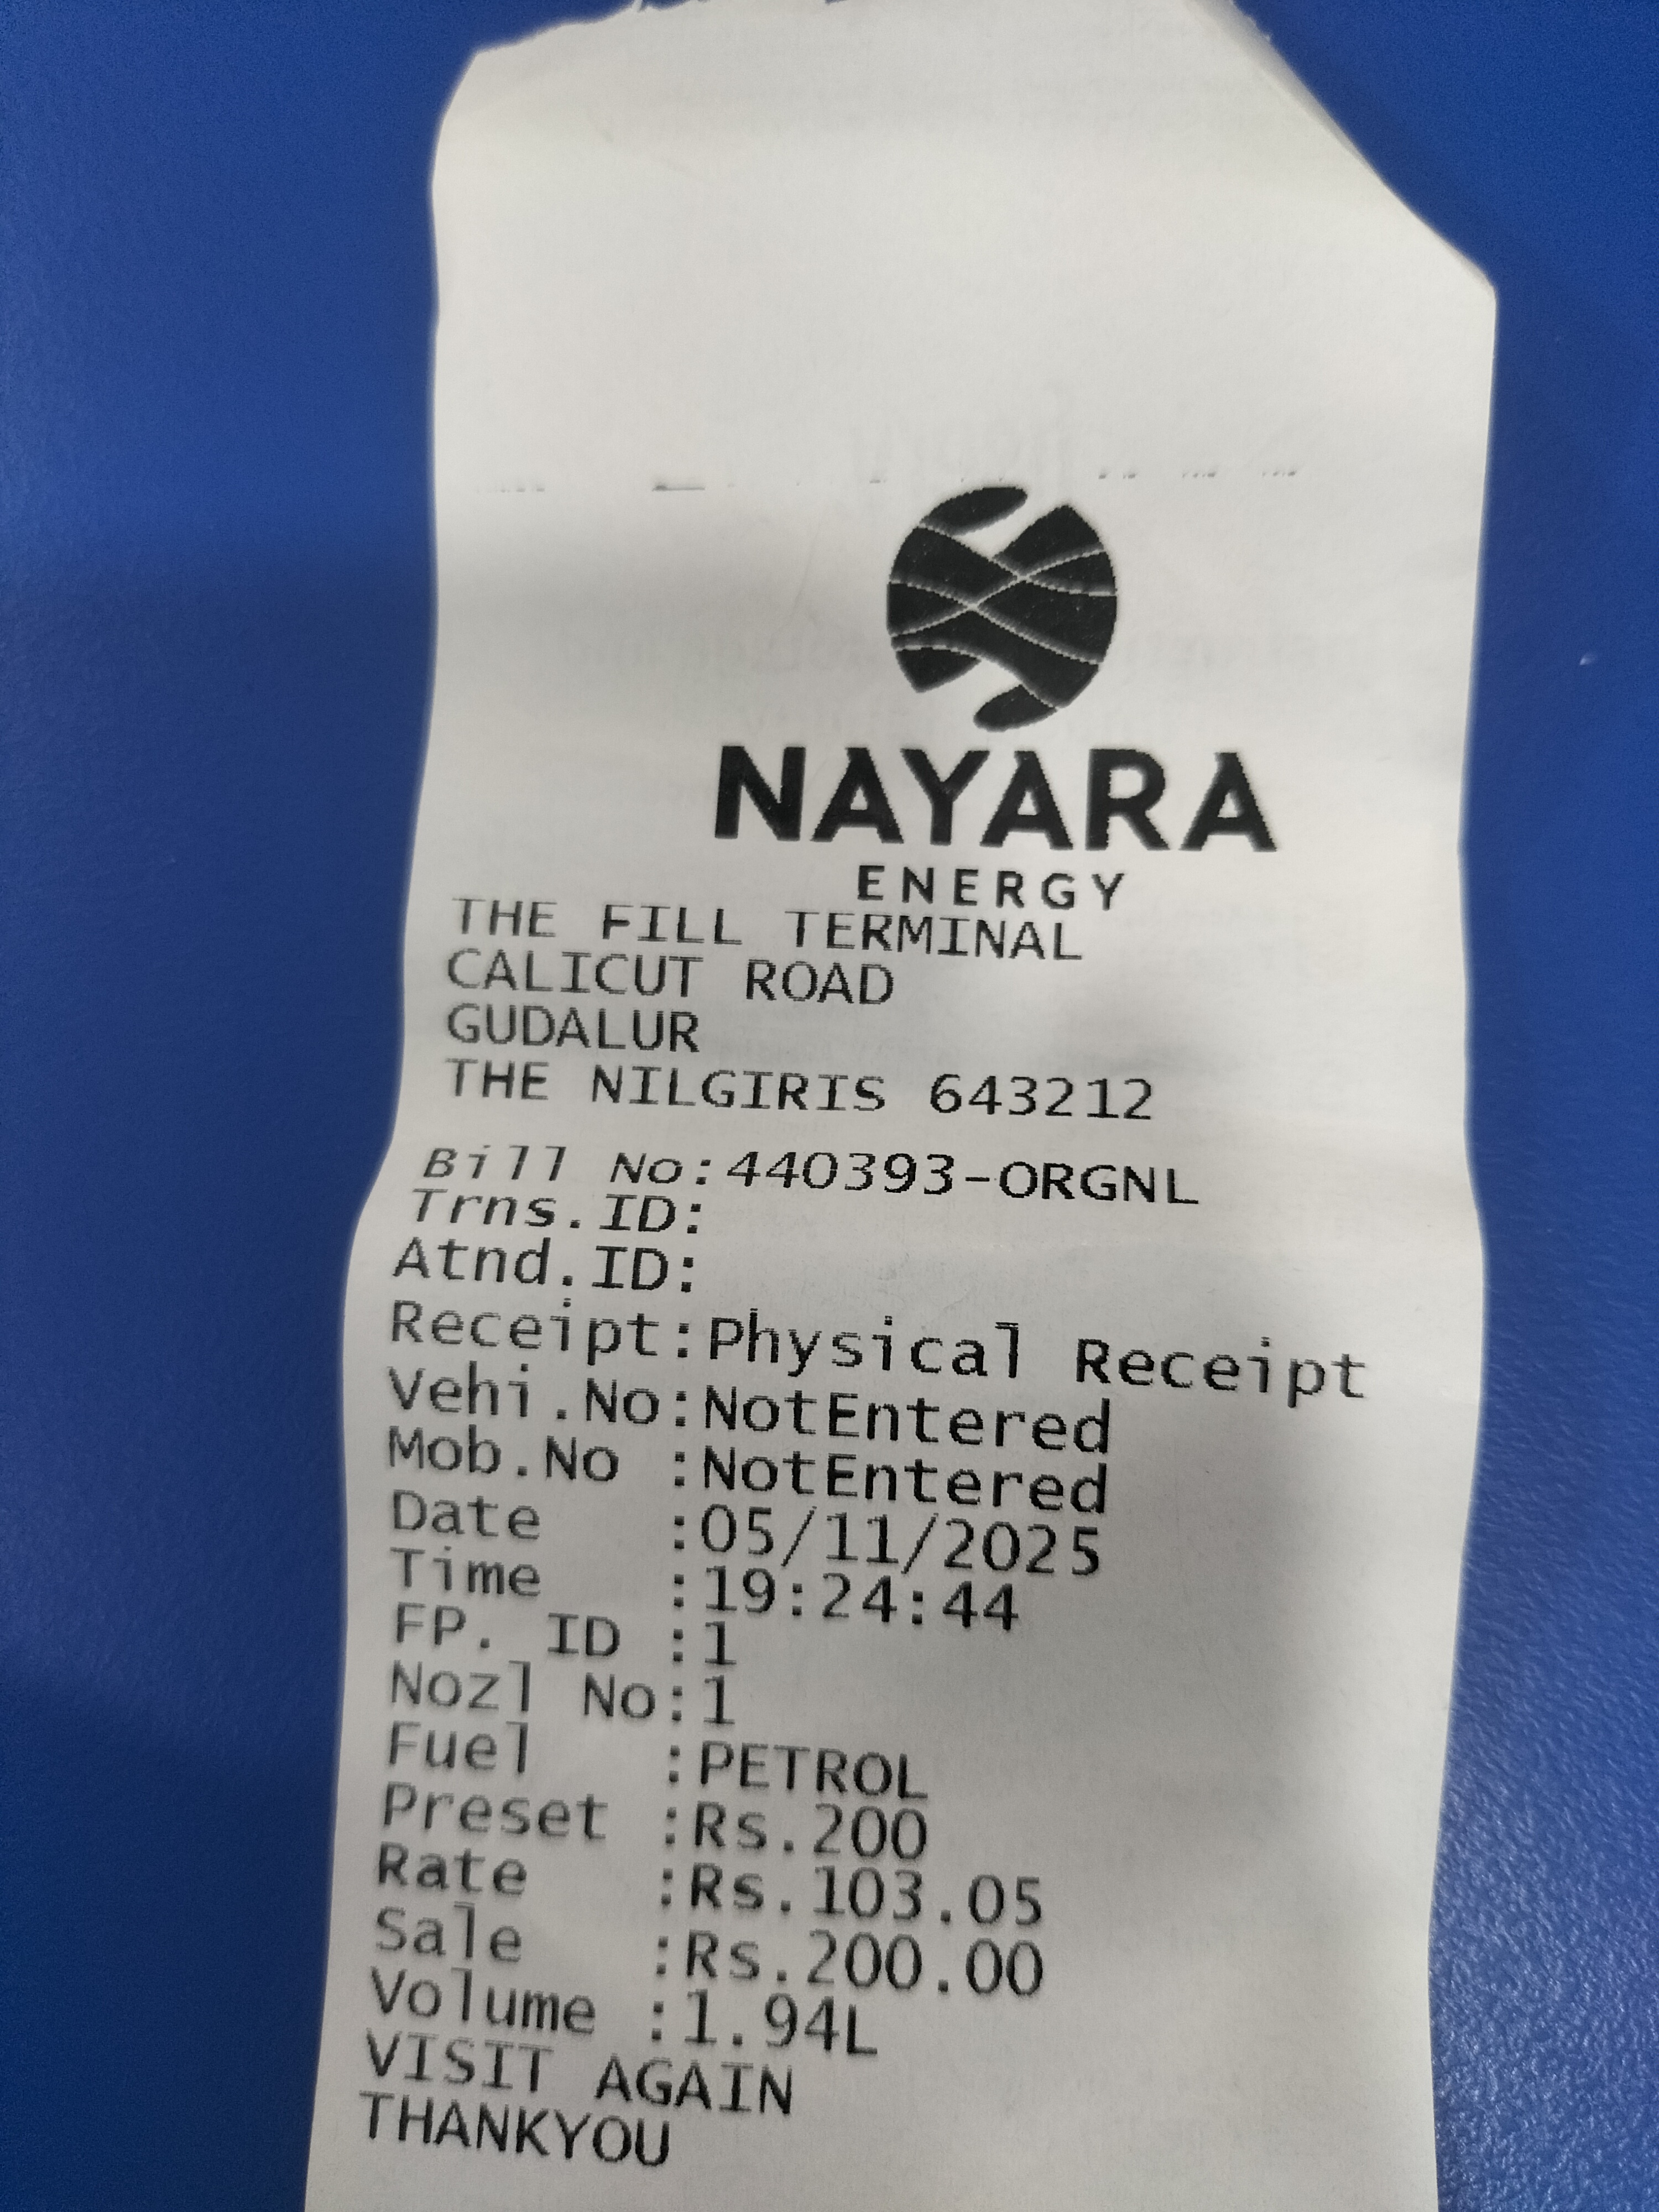 NAYARA
ENERGY
THE FILL TERMINAL
CALICUT ROAD
GUDALUR
THE NILGIRIS 643212
Bill No:440393-ORGNL
Trns.ID:
Atnd.ID:
Receipt:Physical Receipt
Vehi.No:NotEntered
Mob.No :NotEntered
Date :05/11/2025
Time :19:24:44
FP. ID :1
Nozl No:1
Fuel :PETROL
Preset :Rs.200
Rate :Rs.103.05
Sale :Rs.200.00
Volume :1.94L
VISIT AGAIN
THANKYOU